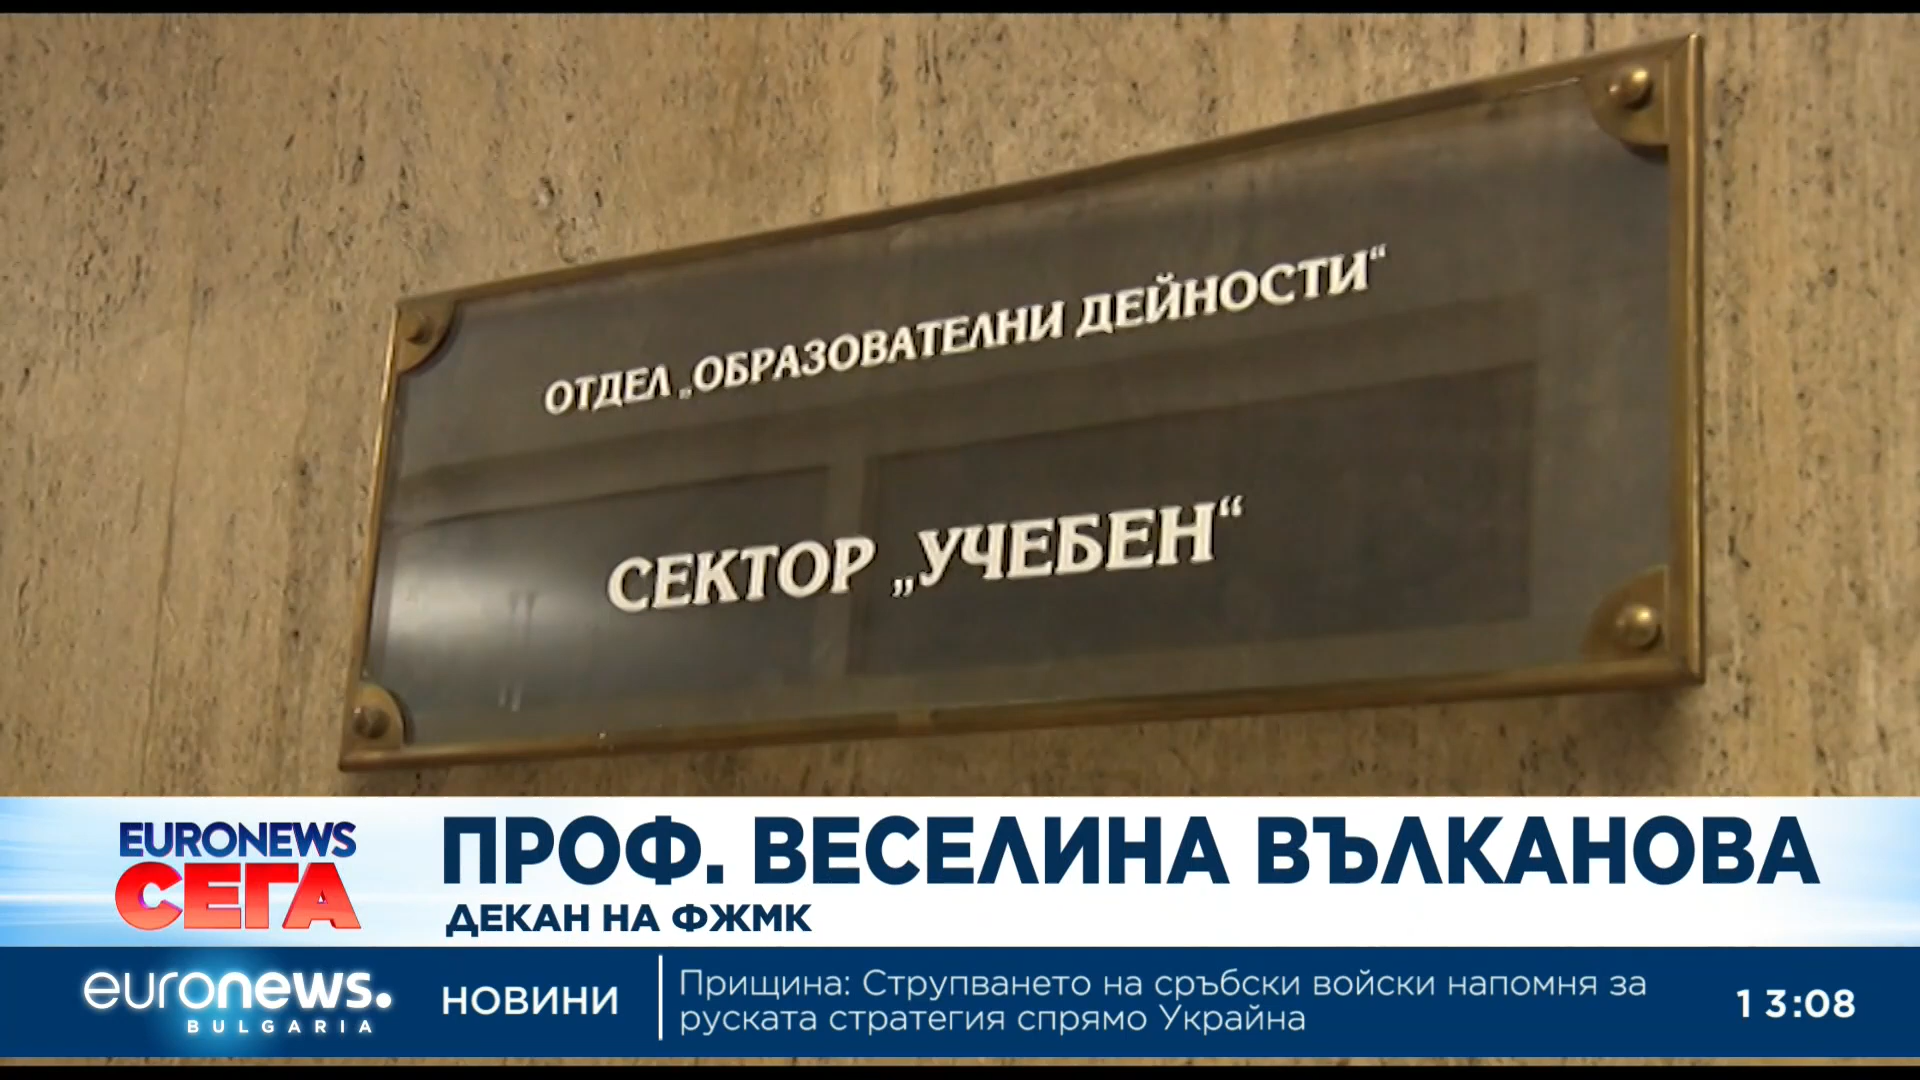 ОТДЕЛ „ОБРАЗОВАТЕЛНИ ДЕЙНОСТИ“
СЕКТОР „УЧЕБЕН“
EURONEWS
СЕГА
ПРОФ. ВЕСЕЛИНА ВЪЛКАНОВА
ДЕКАН НА ФЖМК
euronews.
BULGARIA
НОВИНИ
Прищина: Струпването на сръбски войски напомня за
руската стратегия спрямо Украйна
13:08